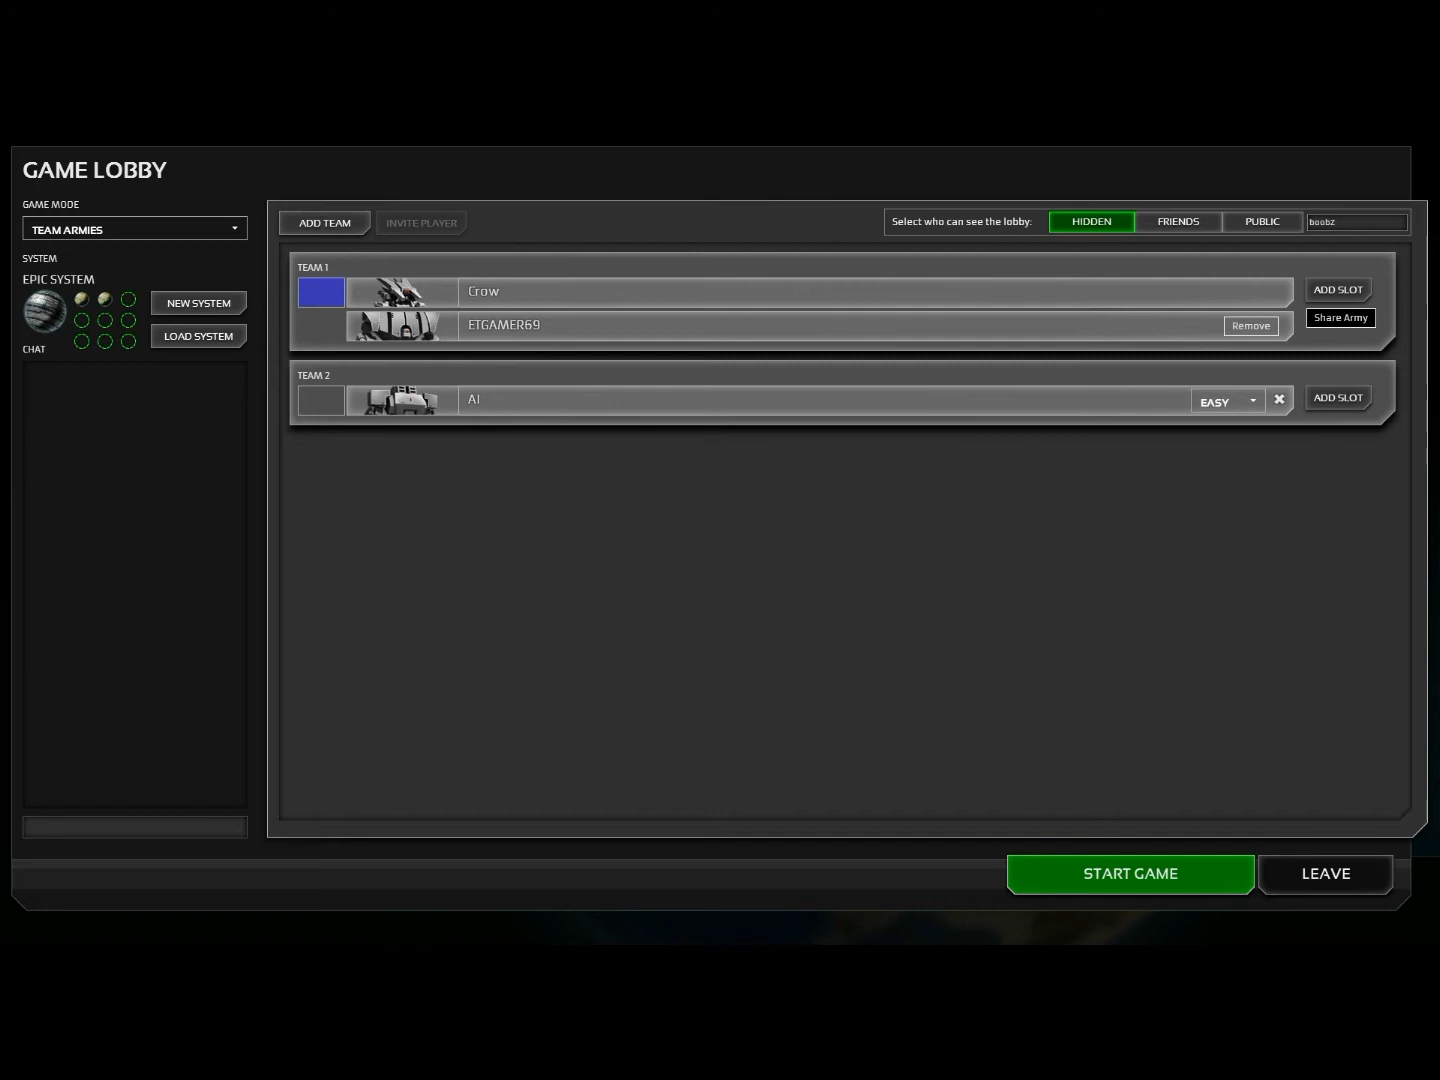 GAME LOBBY
GAME MODE
TEAM ARMIES
SYSTEM
EPIC SYSTEM
NEW SYSTEM
LOAD SYSTEM
CHAT
ADD TEAM
INVITE PLAYER
Select who can see the lobby:
HIDDEN
FRIENDS
PUBLIC
boobz
TEAM 1
Crow
ADD SLOT
ETGAMER69
Remove
Share Army
TEAM 2
AI
EASY
ADD SLOT
START GAME
LEAVE